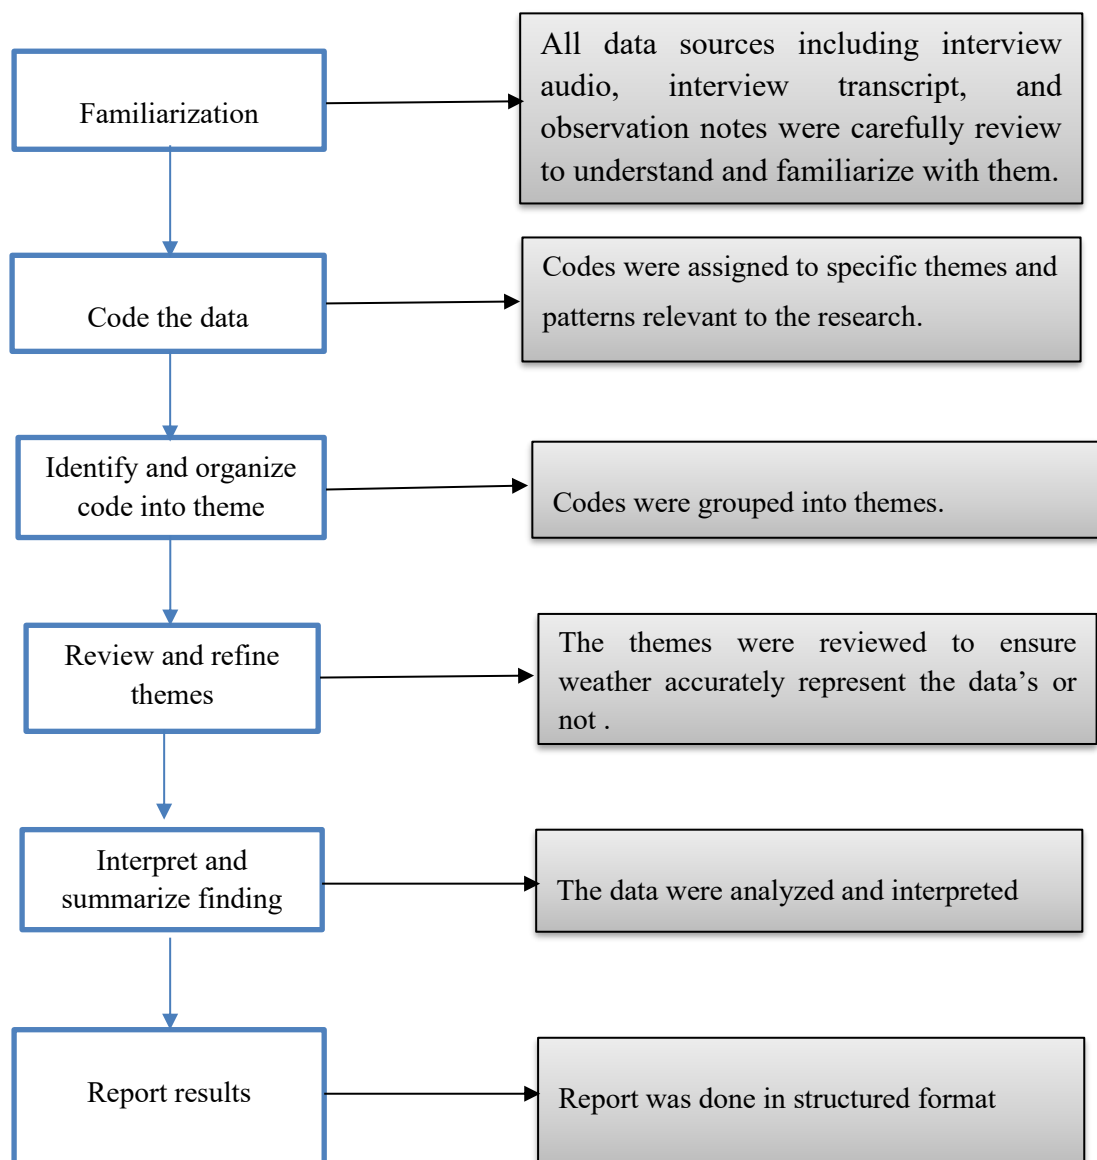 Familiarization
All data sources including interview
audio, interview transcript, and
observation notes were carefully review
to understand and familiarize with them.
Code the data
Codes were assigned to specific themes and
patterns relevant to the research.
Identify and organize
code into theme
Codes were grouped into themes.
Review and refine
themes
The themes were reviewed to ensure
weather accurately represent the data’s or
not .
Interpret and
summarize finding
The data were analyzed and interpreted
Report results
Report was done in structured format